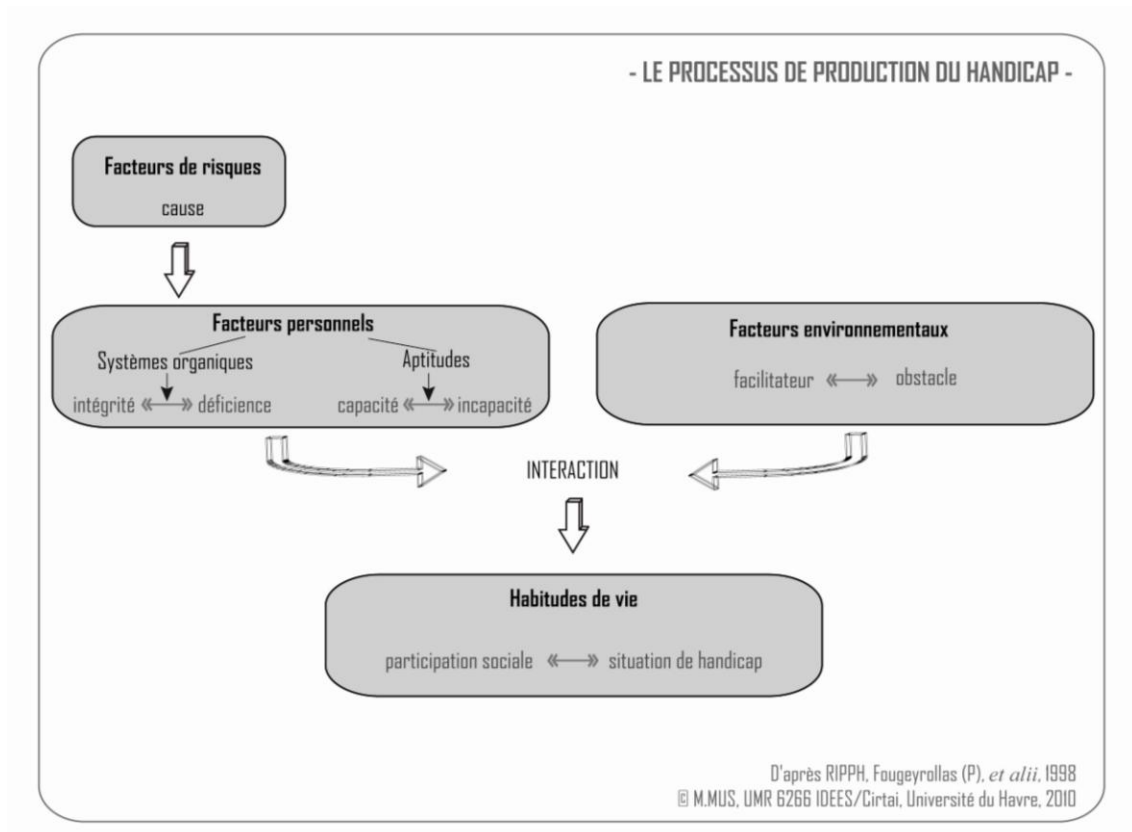 - LE PROCESSUS DE PRODUCTION DU HANDICAP -
Facteurs de risques
cause
Facteurs personnels
Systèmes organiques
Aptitudes
intégrité
déficience
capacité
incapacité
Facteurs environnementaux
facilitateur
obstacle
INTERACTION
Habitudes de vie
participation sociale
situation de handicap
D'après RIPPH, Fougeyrollas (P), et alii, 1998
© M.MUS, UMR 6266 IDEES/Cirtai, Université du Havre, 2010